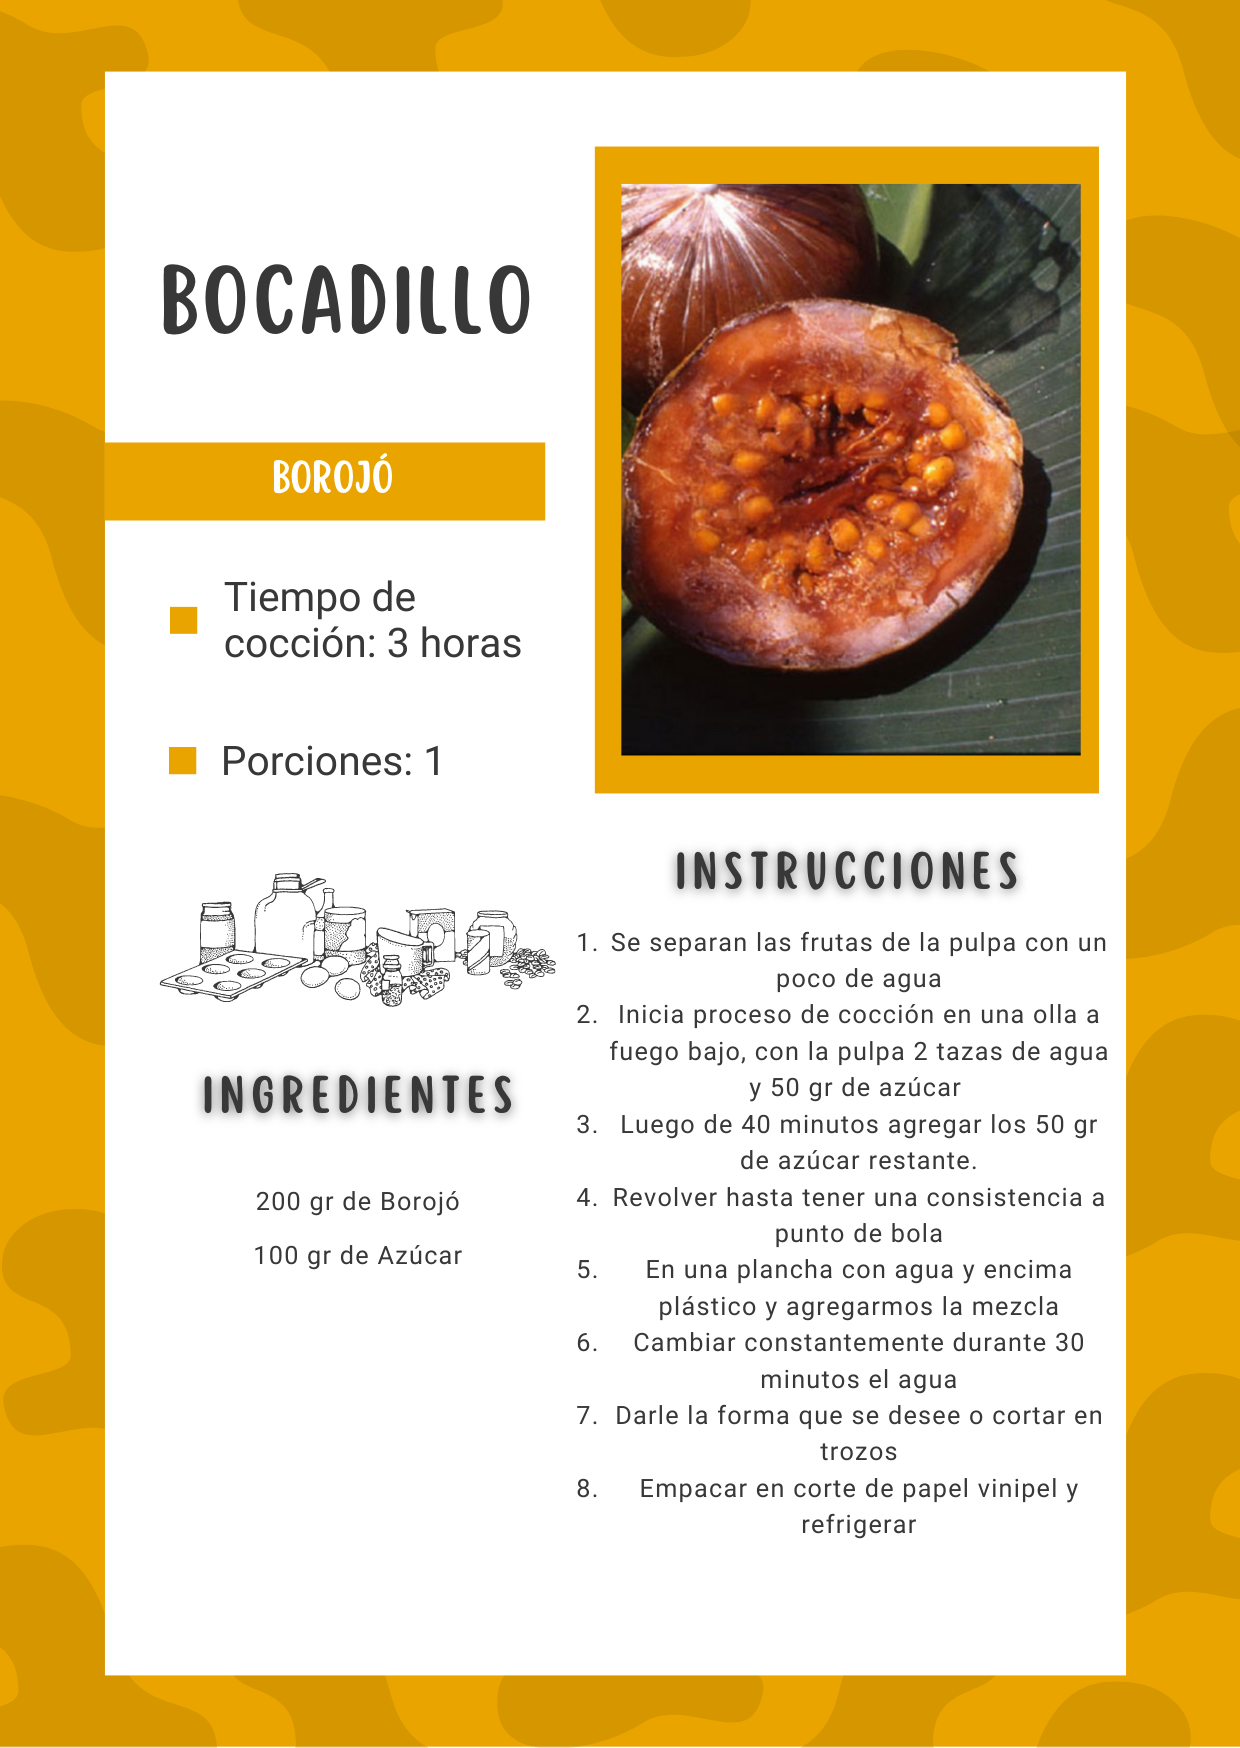 BOCADILLO
BOROJÓ
Tiempo de
cocción: 3 horas
Porciones: 1
INGREDIENTES
200 gr de Borojó
100 gr de Azúcar
INSTRUCCIONES
1. Se separan las frutas de la pulpa con un
poco de agua
2. Inicia proceso de cocción en una olla a
fuego bajo, con la pulpa 2 tazas de agua
y 50 gr de azúcar
3. Luego de 40 minutos agregar los 50 gr
de azúcar restante.
4. Revolver hasta tener una consistencia a
punto de bola
5. En una plancha con agua y encima
plástico y agregarmos la mezcla
6. Cambiar constantemente durante 30
minutos el agua
7. Darle la forma que se desee o cortar en
trozos
8. Empacar en corte de papel vinipel y
refrigerar